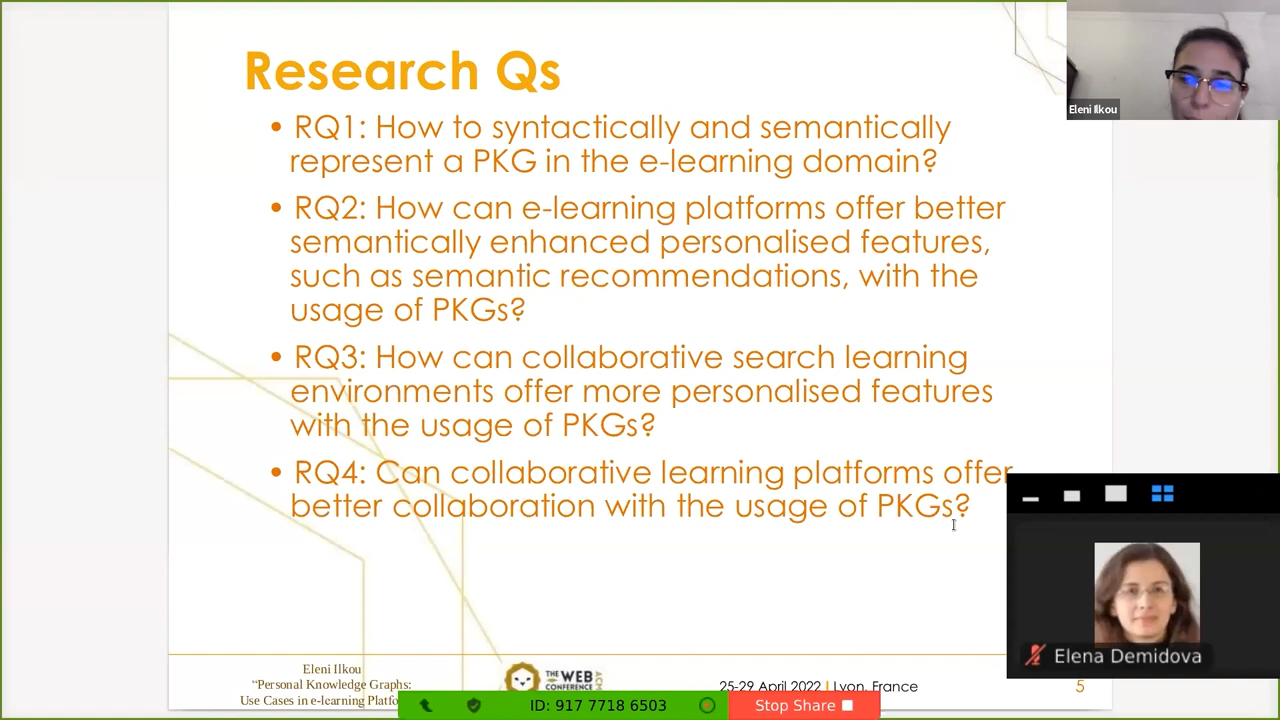 Research Qs
• RQ1: How to syntactically and semantically
represent a PKG in the e-learning domain?
• RQ2: How can e-learning platforms offer better
semantically enhanced personalised features,
such as semantic recommendations, with the
usage of PKGs?
• RQ3: How can collaborative search learning
environments offer more personalised features
with the usage of PKGs?
• RQ4: Can collaborative learning platforms offer
better collaboration with the usage of PKGs?
Eleni Ilkou
Elena Demidova
Eleni Ilkou
"Personal Knowledge Graphs:
Use Cases in e-learning
THE WEB
CONFERENCE
ACM
25-29 April 2022 | Lyon, France
5
ID: 917 7718 6503
Stop Share